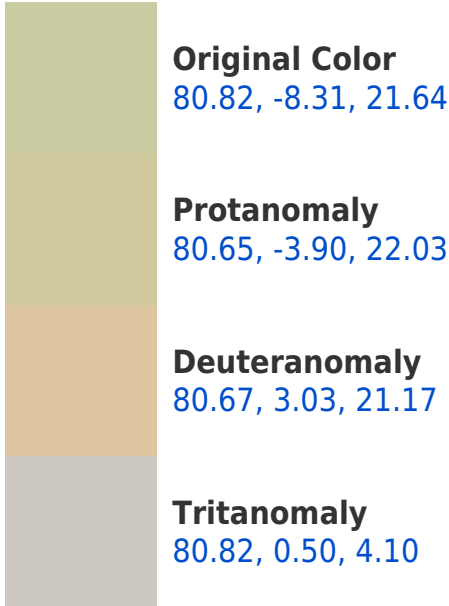 Original Color
80.82, -8.31, 21.64
Protanomaly
80.65, -3.90, 22.03
Deuteranomaly
80.67, 3.03, 21.17
Tritanomaly
80.82, 0.50, 4.10